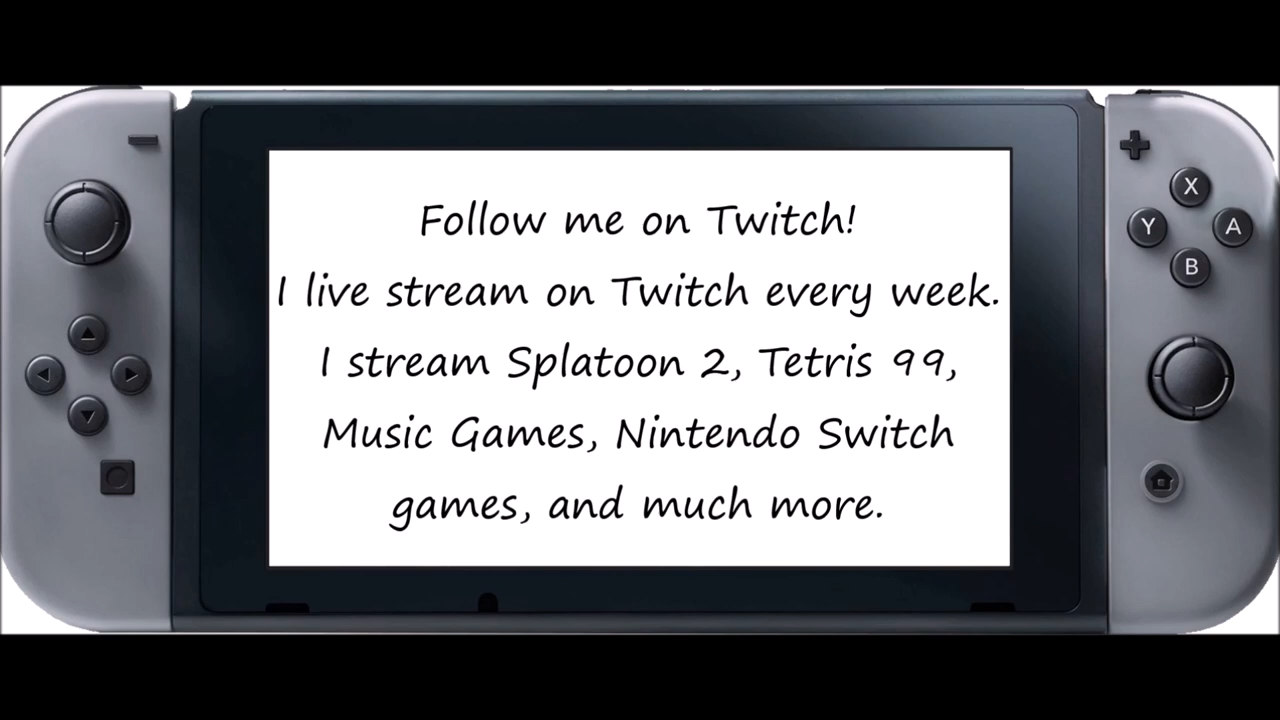 Follow me on Twitch!
I live stream on Twitch every week.
I stream Splatoon 2, Tetris 99,
Music Games, Nintendo Switch
games, and much more.
X
Y
A
B